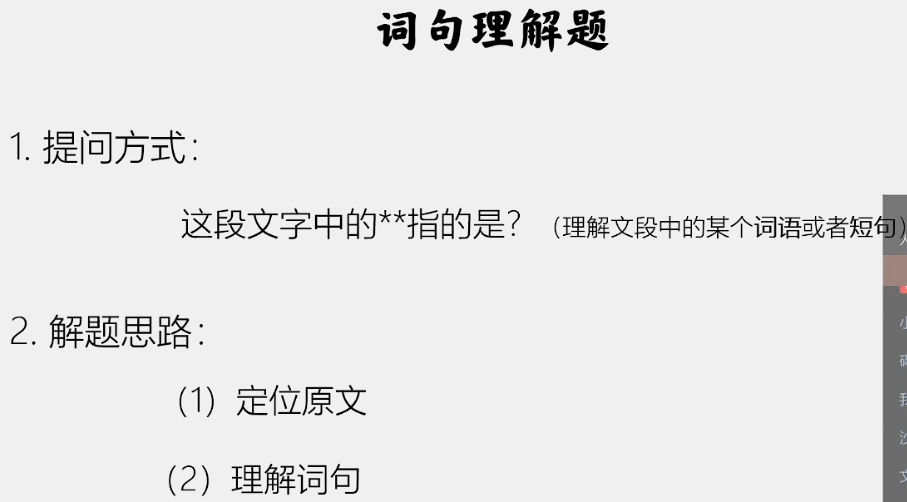 词句理解题
1. 提问方式：
这段文字中的**指的是？（理解文段中的某个词语或者短句）
2. 解题思路：
（1）定位原文
（2）理解词句